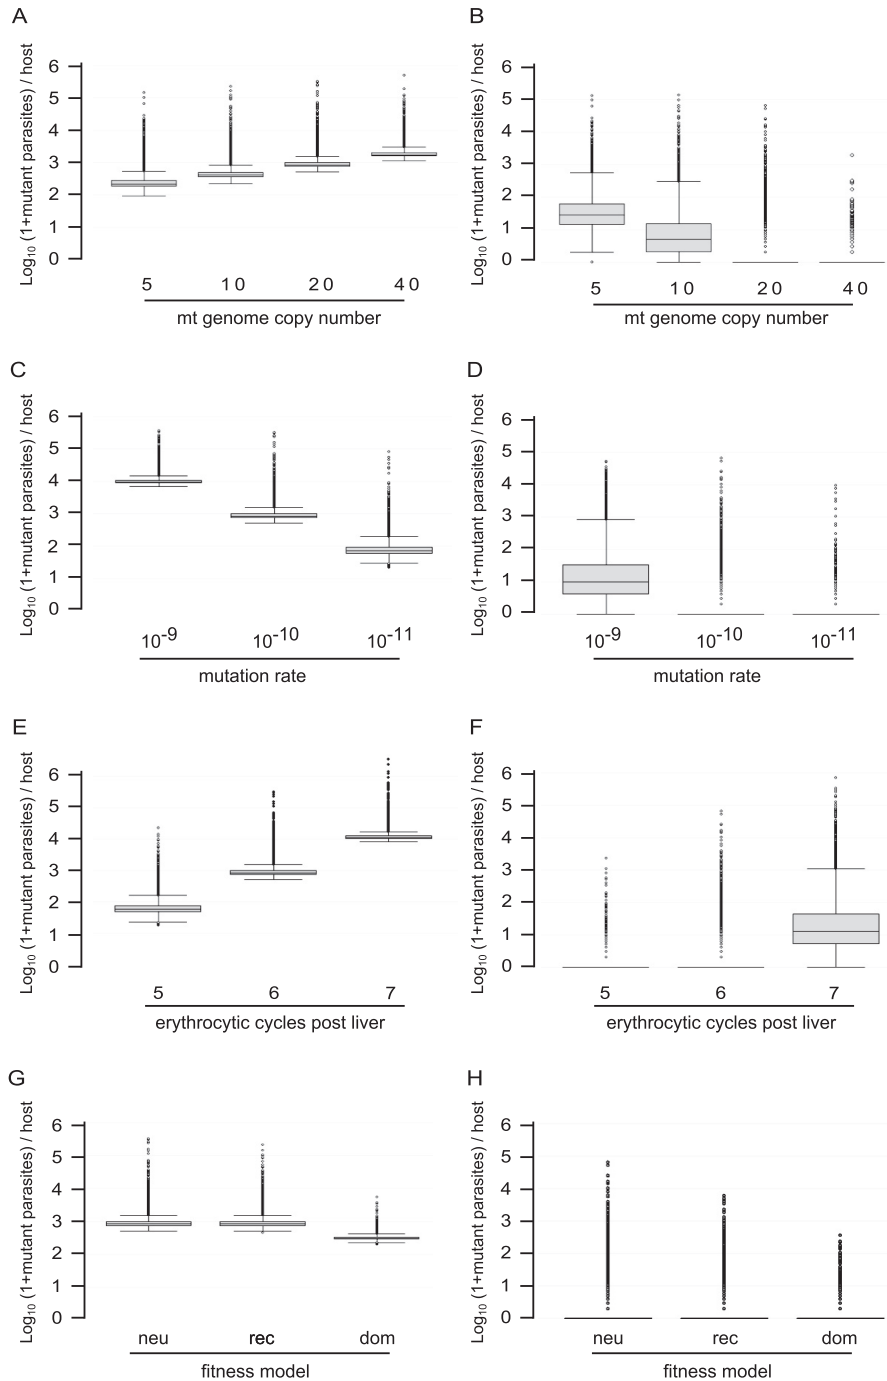 A
B
Log10 (1+mutant parasites) / host
6
5
4
3
2
1
0
5 10 20 40
mt genome copy number
Log10 (1+mutant parasites) / host
6
5
4
3
2
1
0
5 10 20 40
mt genome copy number
C
D
Log10 (1+mutant parasites) / host
6
5
4
3
2
1
0
10-9 10-10 10-11
mutation rate
Log10 (1+mutant parasites) / host
6
5
4
3
2
1
0
10-9 10-10 10-11
mutation rate
E
F
Log10 (1+mutant parasites) / host
6
5
4
3
2
1
0
5 6 7
erythrocytic cycles post liver
Log10 (1+mutant parasites) / host
6
5
4
3
2
1
0
5 6 7
erythrocytic cycles post liver
G
H
Log10 (1+mutant parasites) / host
6
5
4
3
2
1
0
neu rec dom
fitness model
Log10 (1+mutant parasites) / host
6
5
4
3
2
1
0
neu rec dom
fitness model